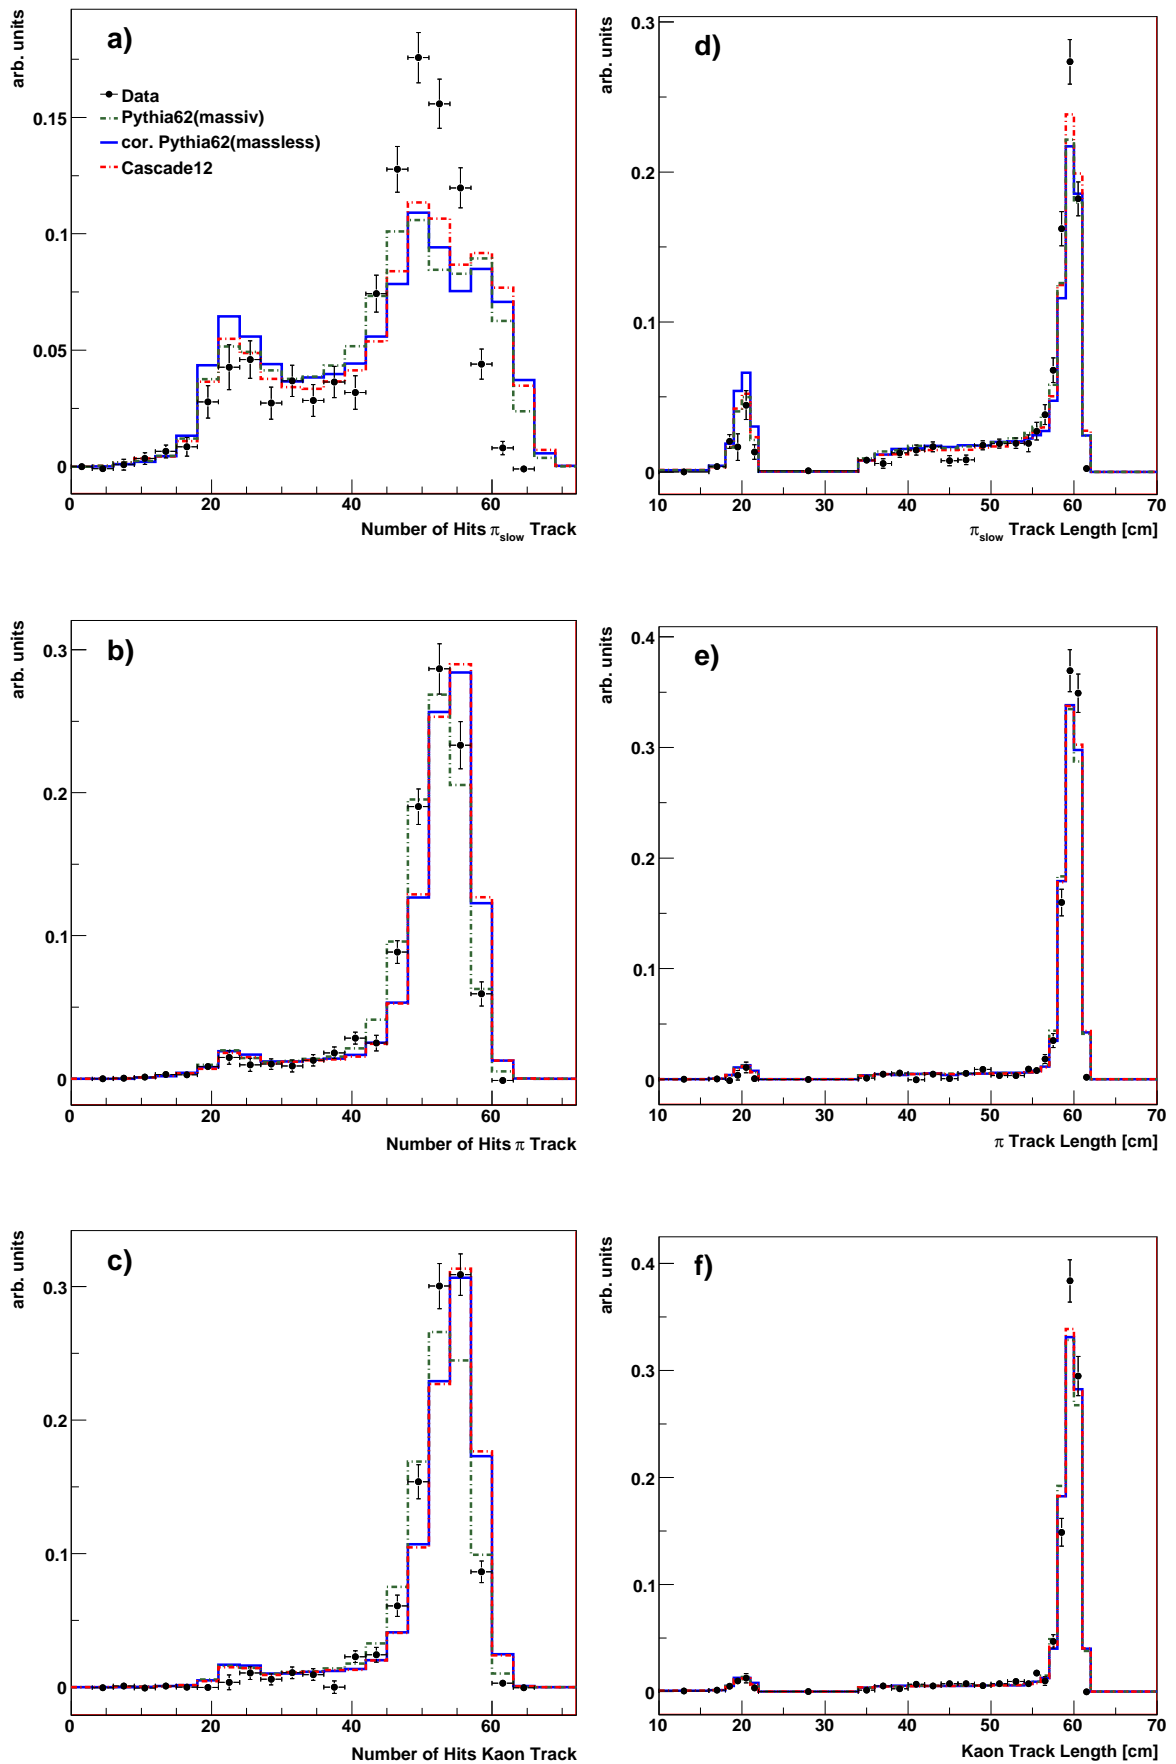 arb. units
a)
Data
Pythia62(massiv)
cor. Pythia62(massless)
Cascade12
0.15
0.1
0.05
0
0 20 40 60
Number of Hits π_slow Track
arb. units
d)
0.3
0.2
0.1
0
10 20 30 40 50 60 70
π_slow Track Length [cm]
arb. units
b)
0.3
0.2
0.1
0
0 20 40 60
Number of Hits π Track
arb. units
e)
0.4
0.3
0.2
0.1
0
10 20 30 40 50 60 70
π Track Length [cm]
arb. units
c)
0.3
0.2
0.1
0
0 20 40 60
Number of Hits Kaon Track
arb. units
f)
0.4
0.3
0.2
0.1
0
10 20 30 40 50 60 70
Kaon Track Length [cm]